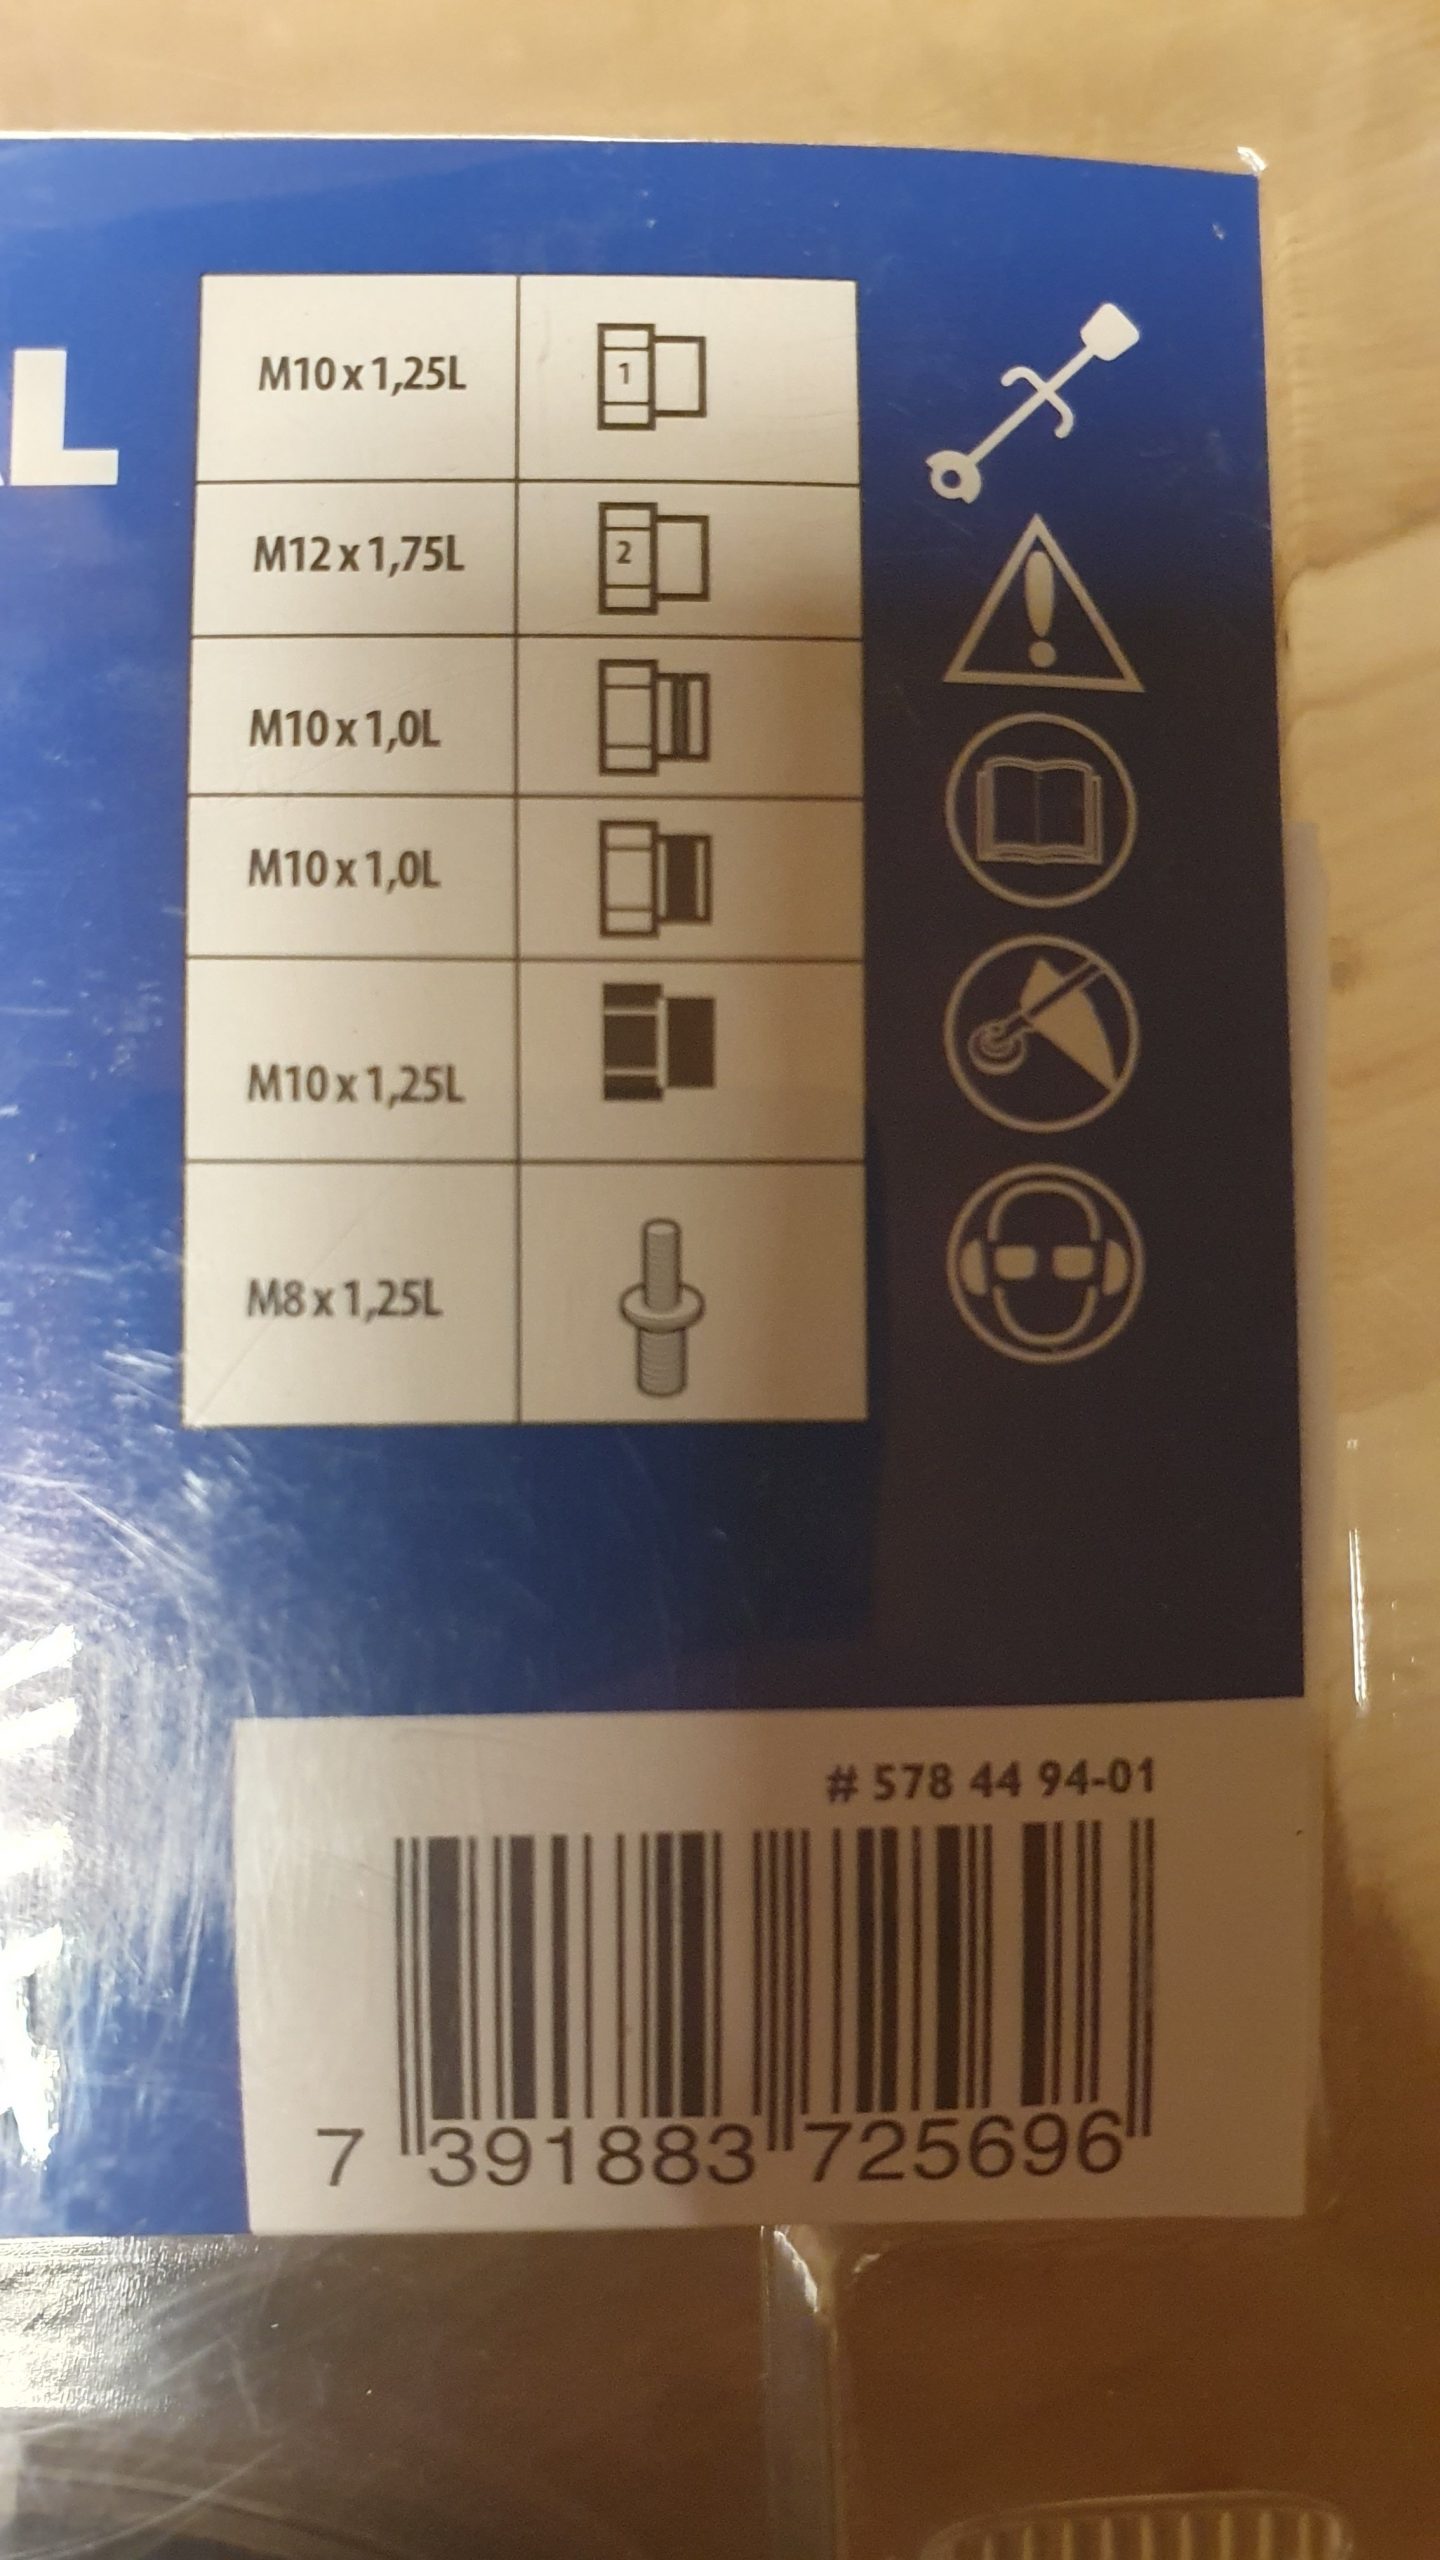 L
M10 x 1,25L
1
M12 x 1,75L
2
M10 x 1,0L
M10 x 1,0L
M10 x 1,25L
M8 x 1,25L
# 578 44 94-01
7 391883 725696